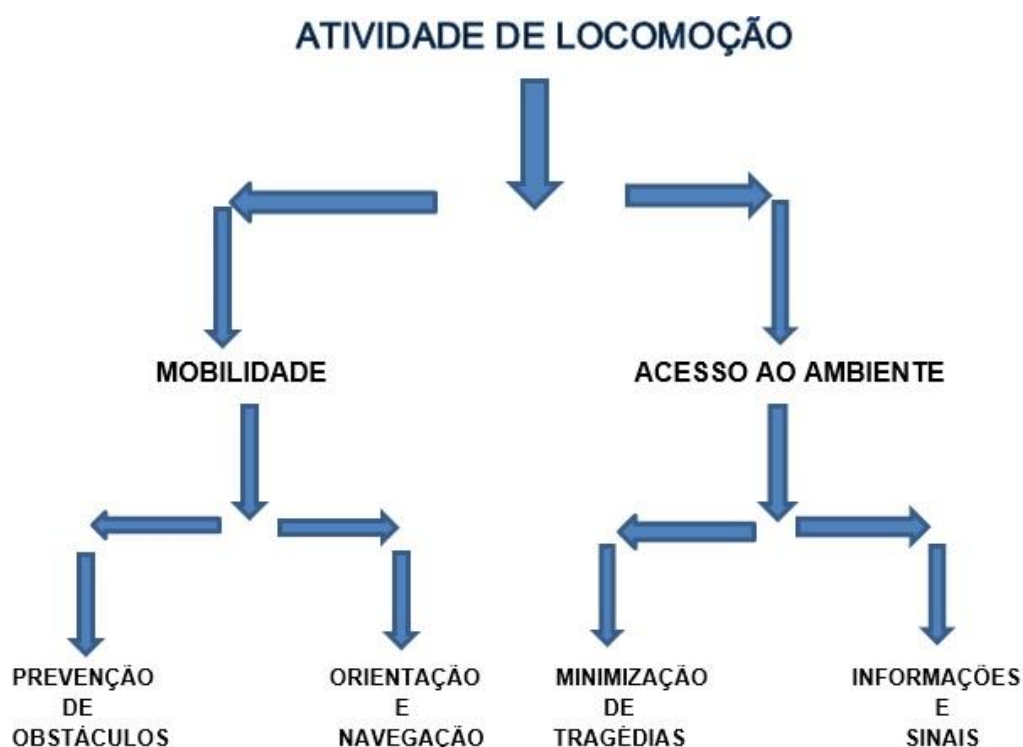 ATIVIDADE DE LOCOMOÇÃO
MOBILIDADE
ACESSO AO AMBIENTE
PREVENÇÃO
DE
OBSTÁCULOS
ORIENTAÇÃO
E
NAVEGAÇÃO
MINIMIZAÇÃO
DE
TRAGÉDIAS
INFORMAÇÕES
E
SINAIS